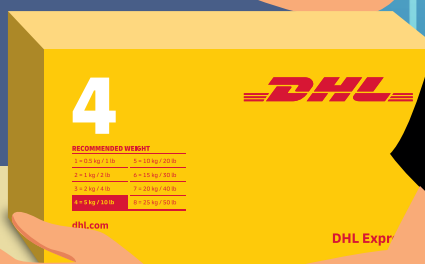 DHL
4
RECOMMENDED WEIGHT
1 = 0.5 kg / 1 lb 5 = 10 kg / 20 lb
2 = 1 kg / 2 lb 6 = 15 kg / 30 lb
3 = 2 kg / 4 lb 7 = 20 kg / 40 lb
4 = 5 kg / 10 lb 8 = 25 kg / 50 lb
dhl.com
DHL Expr